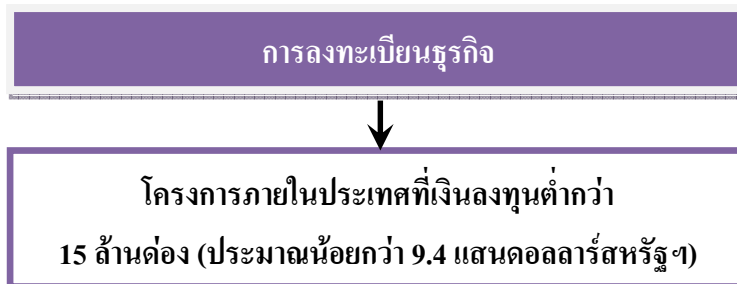 การลงทะเบียนธุรกิจ
โครงการภายในประเทศที่เงินลงทุนต่ำกว่า
15 ล้านด่อง (ประมาณน้อยกว่า 9.4 แสนดอลลาร์สหรัฐฯ)